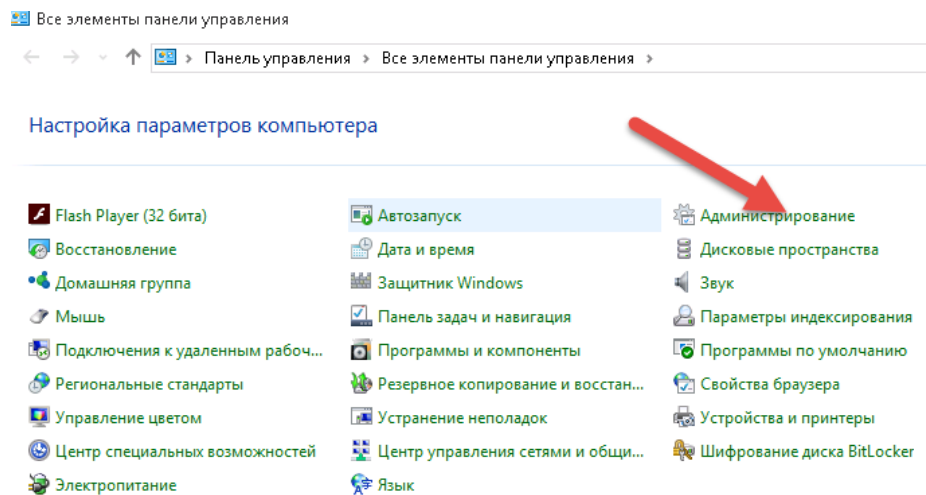 Все элементы панели управления
Панель управления > Все элементы панели управления >
Настройка параметров компьютера
Flash Player (32 бита) Автозапуск Администрирование
Восстановление Дата и время Дисковые пространства
Домашняя группа Защитник Windows Звук
Мышь Панель задач и навигация Параметры индексирования
Подключения к удаленным рабоч... Программы и компоненты Программы по умолчанию
Региональные стандарты Резервное копирование и восстан... Свойства браузера
Управление цветом Устранение неполадок Устройства и принтеры
Центр специальных возможностей Центр управления сетями и общи... Шифрование диска BitLocker
Электропитание Язык